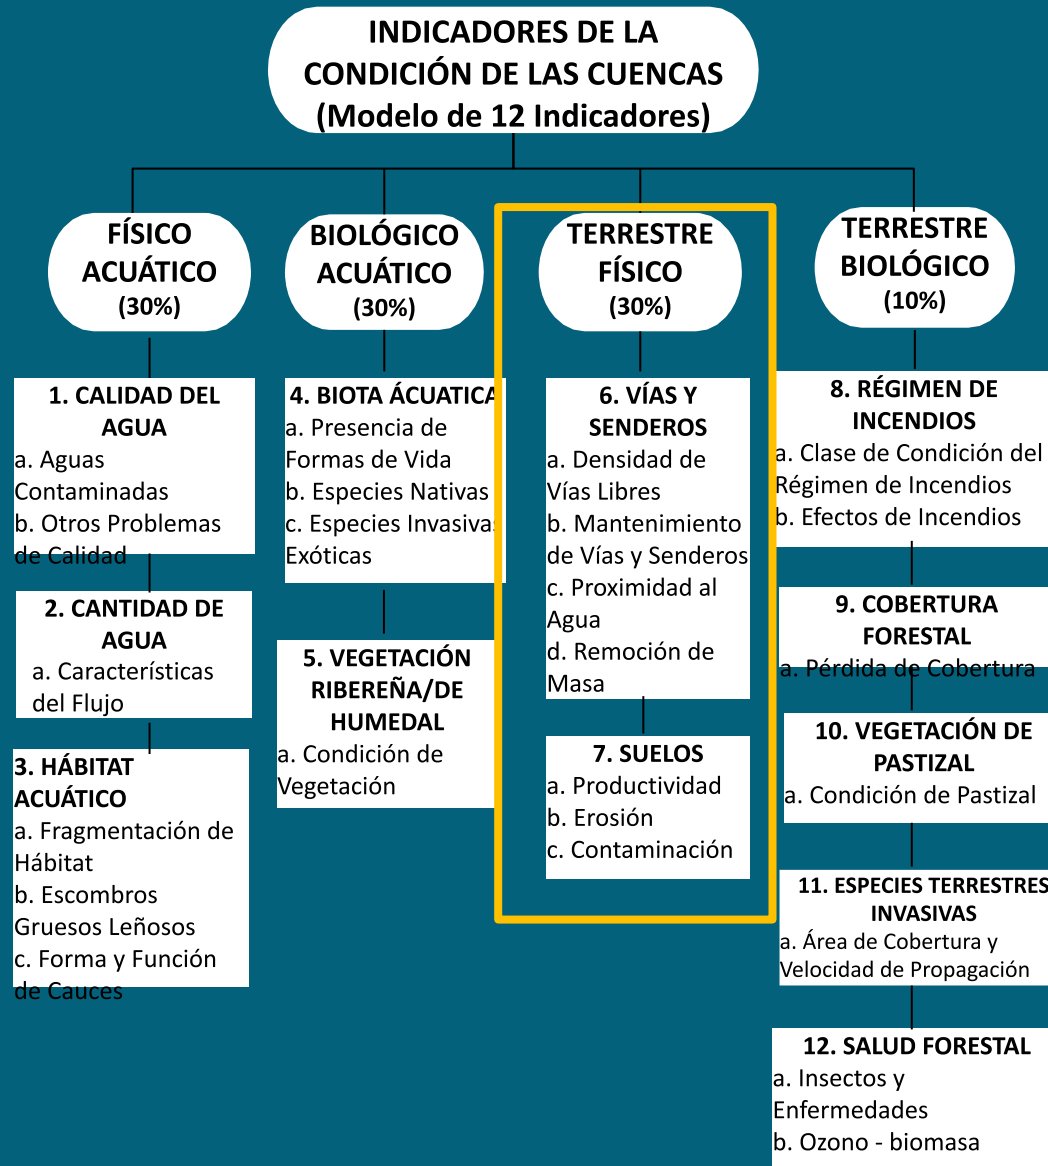 INDICADORES DE LA
CONDICIÓN DE LAS CUENCAS
(Modelo de 12 Indicadores)
FÍSICO
ACUÁTICO
(30%)
1. CALIDAD DEL
AGUA
a. Aguas
Contaminadas
b. Otros Problemas
de Calidad
2. CANTIDAD DE
AGUA
a. Características
del Flujo
3. HÁBITAT
ACUÁTICO
a. Fragmentación de
Hábitat
b. Escombros
Gruesos Leñosos
c. Forma y Función
de Cauces
BIOLÓGICO
ACUÁTICO
(30%)
4. BIOTA ÁCUATICA
a. Presencia de
Formas de Vida
b. Especies Nativas
c. Especies Invasivas
Exóticas
5. VEGETACIÓN
RIBEREÑA/DE
HUMEDAL
a. Condición de
Vegetación
TERRESTRE
FÍSICO
(30%)
6. VÍAS Y
SENDEROS
a. Densidad de
Vías Libres
b. Mantenimiento
de Vías y Senderos
c. Proximidad al
Agua
d. Remoción de
Masa
7. SUELOS
a. Productividad
b. Erosión
c. Contaminación
TERRESTRE
BIOLÓGICO
(10%)
8. RÉGIMEN DE
INCENDIOS
a. Clase de Condición del
Régimen de Incendios
b. Efectos de Incendios
9. COBERTURA
FORESTAL
a. Pérdida de Cobertura
10. VEGETACIÓN DE
PASTIZAL
a. Condición de Pastizal
11. ESPECIES TERRESTRES
INVASIVAS
a. Área de Cobertura y
Velocidad de Propagación
12. SALUD FORESTAL
a. Insectos y
Enfermedades
b. Ozono - biomasa